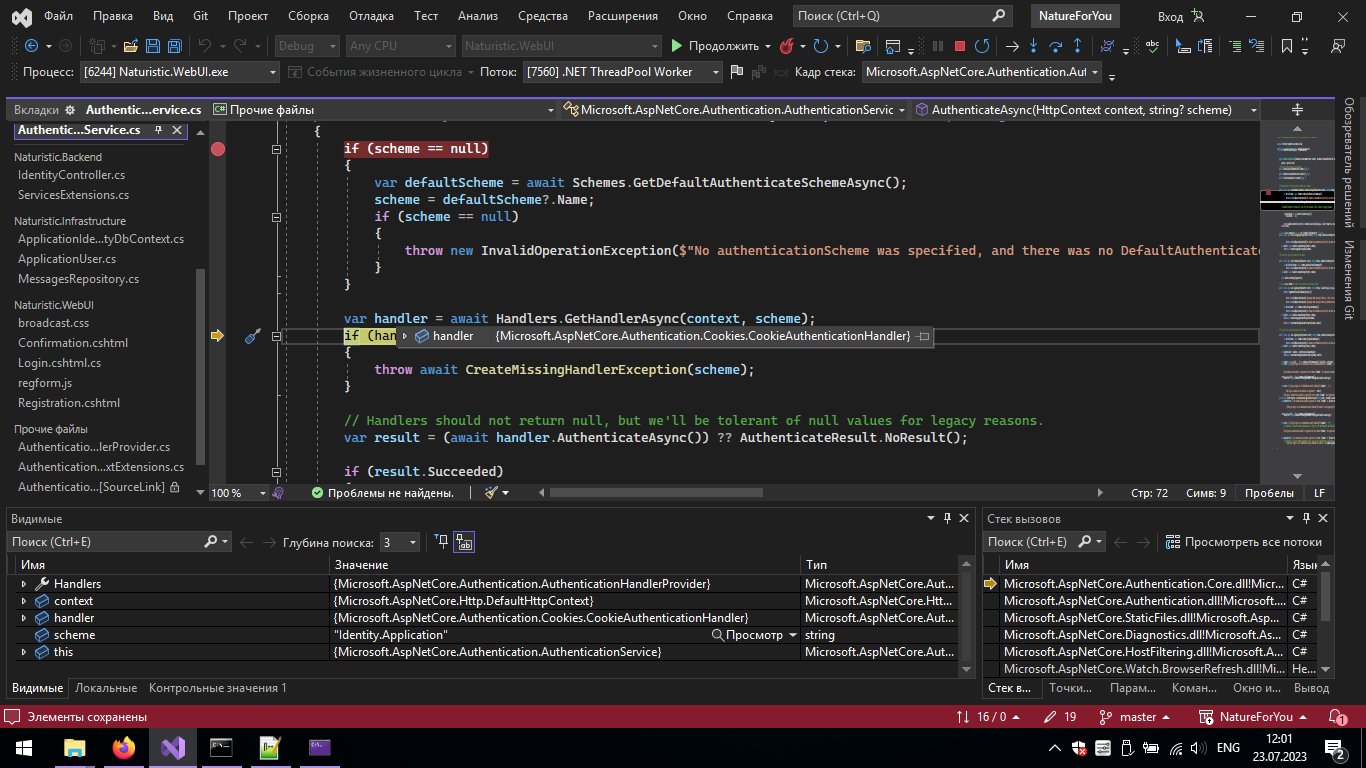 Файл Правка Вид Git Проект Сборка Отладка Тест Анализ Средства Расширения Окно Справка Поиск (Ctrl+Q) NatureForYou Вход
Debug Any CPU Naturistic.WebUI Продолжить
Процесс: [6244] Naturistic.WebUI.exe События жизненного цикла Поток: [7560] .NET ThreadPool Worker Кадр стека: Microsoft.AspNetCore.Authentication.Aut
Вкладки Authentic...ervice.cs Прочие файлы Microsoft.AspNetCore.Authentication.AuthenticationServic AuthenticateAsync(HttpContext context, string? scheme)
Authentic...Service.cs
Naturistic.Backend
IdentityController.cs
ServicesExtensions.cs
Naturistic.Infrastructure
ApplicationIde...tyDbContext.cs
ApplicationUser.cs
MessagesRepository.cs
Naturistic.WebUI
broadcast.css
Confirmation.cshtml
Login.cshtml.cs
regform.js
Registration.cshtml
Прочие файлы
Authenticatio...lerProvider.cs
Authentication...xtExtensions.cs
Authenticatio...[SourceLink]
{
if (scheme == null)
{
var defaultScheme = await Schemes.GetDefaultAuthenticateSchemeAsync();
scheme = defaultScheme?.Name;
if (scheme == null)
{
throw new InvalidOperationException($"No authenticationScheme was specified, and there was no DefaultAuthenticate
}
}
var handler = await Handlers.GetHandlerAsync(context, scheme);
if (han handler {Microsoft.AspNetCore.Authentication.Cookies.CookieAuthenticationHandler}
{
throw await CreateMissingHandlerException(scheme);
}
// Handlers should not return null, but we'll be tolerant of null values for legacy reasons.
var result = (await handler.AuthenticateAsync()) ?? AuthenticateResult.NoResult();
if (result.Succeeded)
100 % Проблемы не найдены. Стр: 72 Симв: 9 Пробелы LF
Обозреватель решений
Изменения Git
Видимые
Поиск (Ctrl+E) Глубина поиска: 3
Имя Значение Тип
Handlers {Microsoft.AspNetCore.Authentication.AuthenticationHandlerProvider} Microsoft.AspNetCore.Aut...
context {Microsoft.AspNetCore.Http.DefaultHttpContext} Microsoft.AspNetCore.Htt...
handler {Microsoft.AspNetCore.Authentication.Cookies.CookieAuthenticationHandler} Microsoft.AspNetCore.Aut...
scheme "Identity.Application" Просмотр string
this {Microsoft.AspNetCore.Authentication.AuthenticationService} Microsoft.AspNetCore.Aut...
Видимые Локальные Контрольные значения 1
Стек вызовов
Поиск (Ctrl+E) Просмотреть все потоки
Имя Язык
Microsoft.AspNetCore.Authentication.Core.dll!Micr... C#
Microsoft.AspNetCore.Authentication.dll!Microsoft.... C#
Microsoft.AspNetCore.StaticFiles.dll!Microsoft.Asp... C#
Microsoft.AspNetCore.Diagnostics.dll!Microsoft.As... C#
Microsoft.AspNetCore.HostFiltering.dll!Microsoft.A... C#
Microsoft.AspNetCore.Watch.BrowserRefresh.dll!Mi... Не...
Стек в... Точки... Парам... Коман... Окно и... Вывод
Элементы сохранены 16 / 0 19 master NatureForYou 1
ENG 12:01
23.07.2023 2